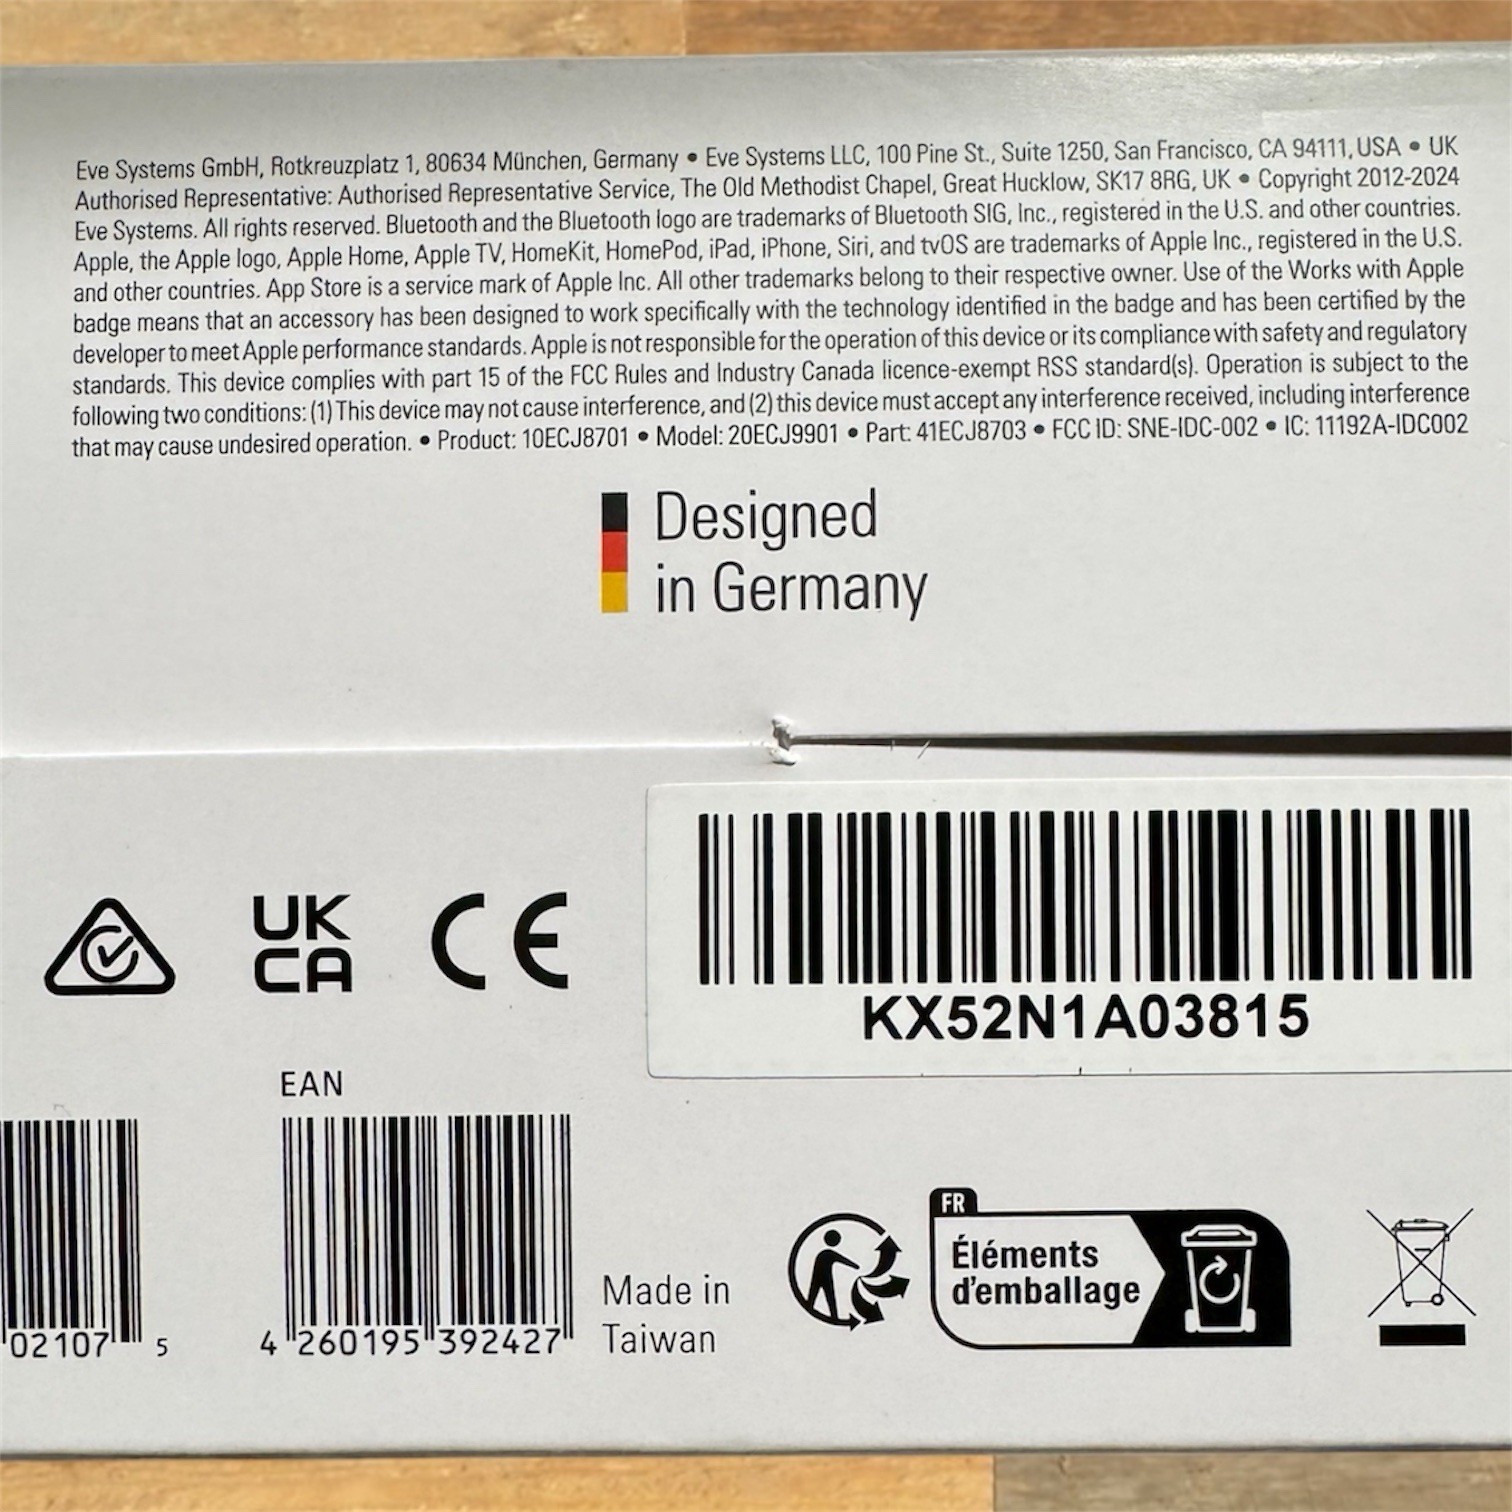 Eve Systems GmbH, Rotkreuzplatz 1, 80634 München, Germany • Eve Systems LLC, 100 Pine St., Suite 1250, San Francisco, CA 94111, USA • UK
Authorised Representative: Authorised Representative Service, The Old Methodist Chapel, Great Hucklow, SK17 8RG, UK • Copyright 2012-2024
Eve Systems. All rights reserved. Bluetooth and the Bluetooth logo are trademarks of Bluetooth SIG, Inc., registered in the U.S. and other countries.
Apple, the Apple logo, Apple Home, Apple TV, HomeKit, HomePod, iPad, iPhone, Siri, and tvOS are trademarks of Apple Inc., registered in the U.S.
and other countries. App Store is a service mark of Apple Inc. All other trademarks belong to their respective owner. Use of the Works with Apple
badge means that an accessory has been designed to work specifically with the technology identified in the badge and has been certified by the
developer to meet Apple performance standards. Apple is not responsible for the operation of this device or its compliance with safety and regulatory
standards. This device complies with part 15 of the FCC Rules and Industry Canada licence-exempt RSS standard(s). Operation is subject to the
following two conditions: (1) This device may not cause interference, and (2) this device must accept any interference received, including interference
that may cause undesired operation. • Product: 10ECJ8701 • Model: 20ECJ9901 • Part: 41ECJ8703 • FCC ID: SNE-IDC-002 • IC: 11192A-IDC002
Designed
in Germany
UK
CA
CE
KX52N1A03815
EAN
02107 5
4 260195 392427
Made in
Taiwan
FR
Éléments
d'emballage